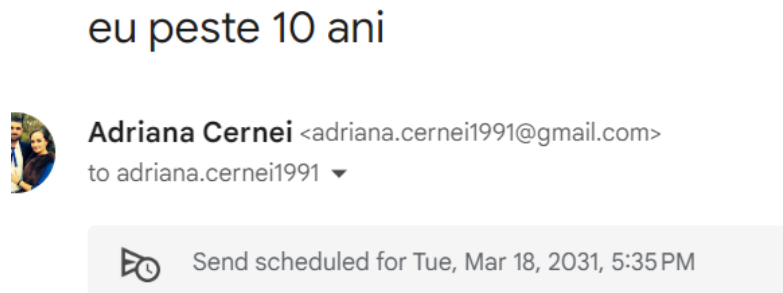 eu peste 10 ani
Adriana Cernei <adriana.cernei1991@gmail.com>
to adriana.cernei1991
Send scheduled for Tue, Mar 18, 2031, 5:35 PM